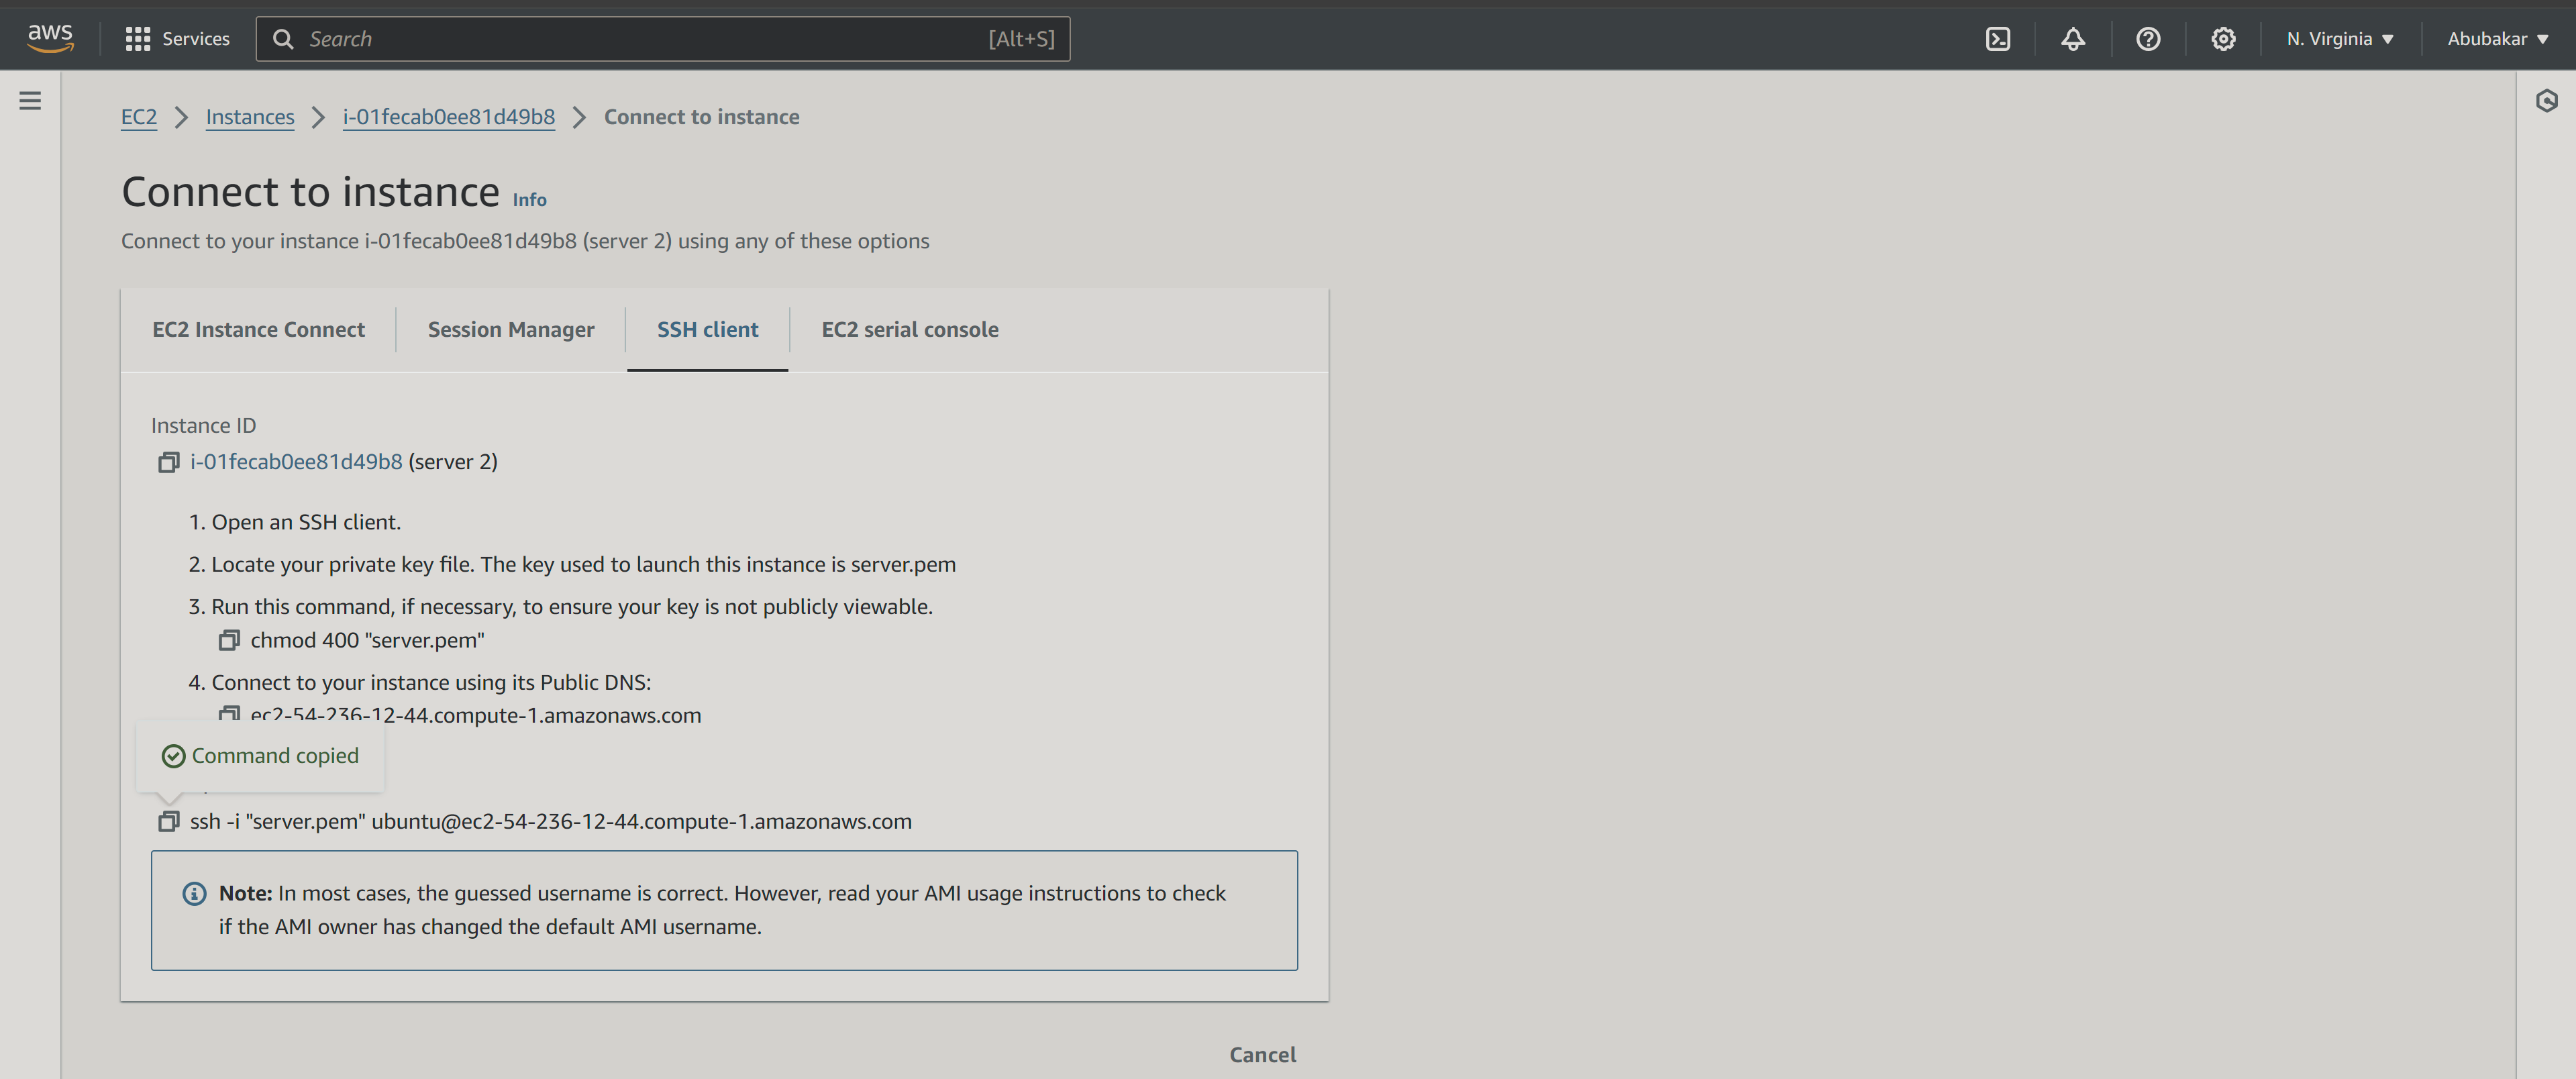 aws
Services
Search
[Alt+S]
N. Virginia
Abubakar
EC2
Instances
i-01fecab0ee81d49b8
Connect to instance
Connect to instance Info
Connect to your instance i-01fecab0ee81d49b8 (server 2) using any of these options
EC2 Instance Connect
Session Manager
SSH client
EC2 serial console
Instance ID
i-01fecab0ee81d49b8 (server 2)
1. Open an SSH client.
2. Locate your private key file. The key used to launch this instance is server.pem
3. Run this command, if necessary, to ensure your key is not publicly viewable.
chmod 400 "server.pem"
4. Connect to your instance using its Public DNS:
ec2-54-236-12-44.compute-1.amazonaws.com
Command copied
ssh -i "server.pem" ubuntu@ec2-54-236-12-44.compute-1.amazonaws.com
Note: In most cases, the guessed username is correct. However, read your AMI usage instructions to check
if the AMI owner has changed the default AMI username.
Cancel